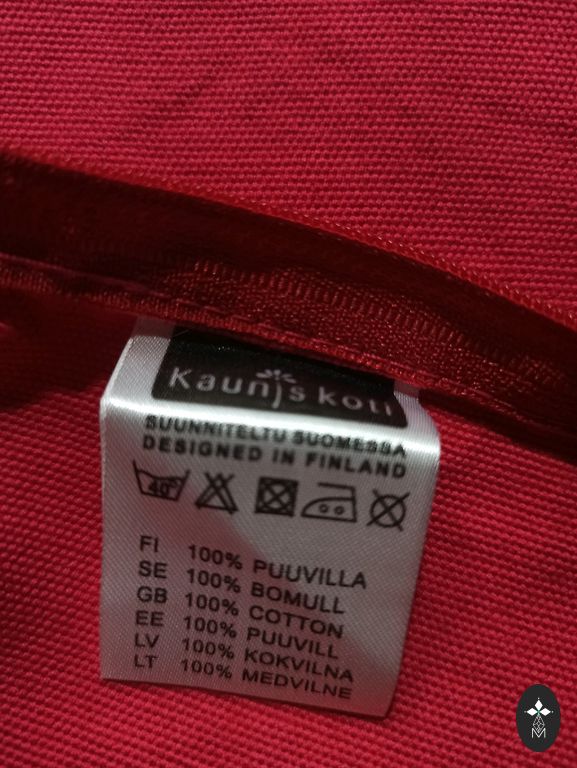 Kaunis koti
SUUNNITELTU SUOMESSA
DESIGNED IN FINLAND
40°
FI 100% PUUVILLA
SE 100% BOMULL
GB 100% COTTON
EE 100% PUUVILL
LV 100% KOKVILNA
LT 100% MEDVILNE
M